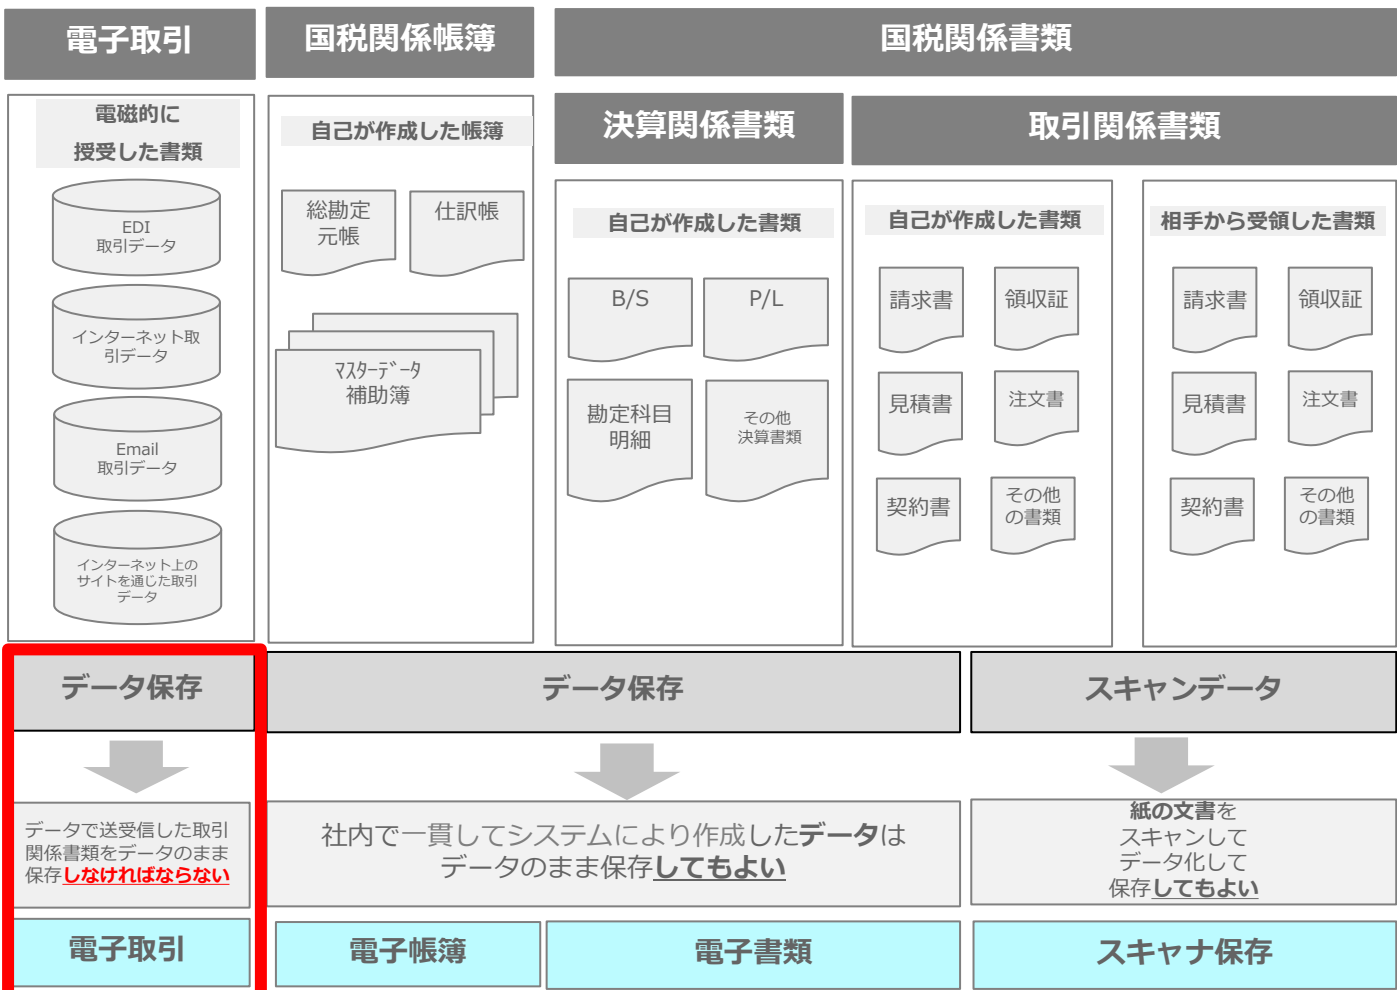 電子取引
国税関係帳簿
国税関係書類
電磁的に
授受した書類
EDI
取引データ
インターネット取
引データ
Email
取引データ
インターネット上の
サイトを通じた取引
データ
自己が作成した帳簿
総勘定
元帳
仕訳帳
ﾏｽﾀｰﾃﾞｰﾀ
補助簿
決算関係書類
自己が作成した書類
B/S
P/L
勘定科目
明細
その他
決算書類
取引関係書類
自己が作成した書類
請求書
領収証
見積書
注文書
契約書
その他
の書類
相手から受領した書類
請求書
領収証
見積書
注文書
契約書
その他
の書類
データ保存
データ保存
スキャンデータ
データで送受信した取引
関係書類をデータのまま
保存しなければならない
社内で一貫してシステムにより作成したデータは
データのまま保存してもよい
紙の文書を
スキャンして
データ化して
保存してもよい
電子取引
電子帳簿
電子書類
スキャナ保存